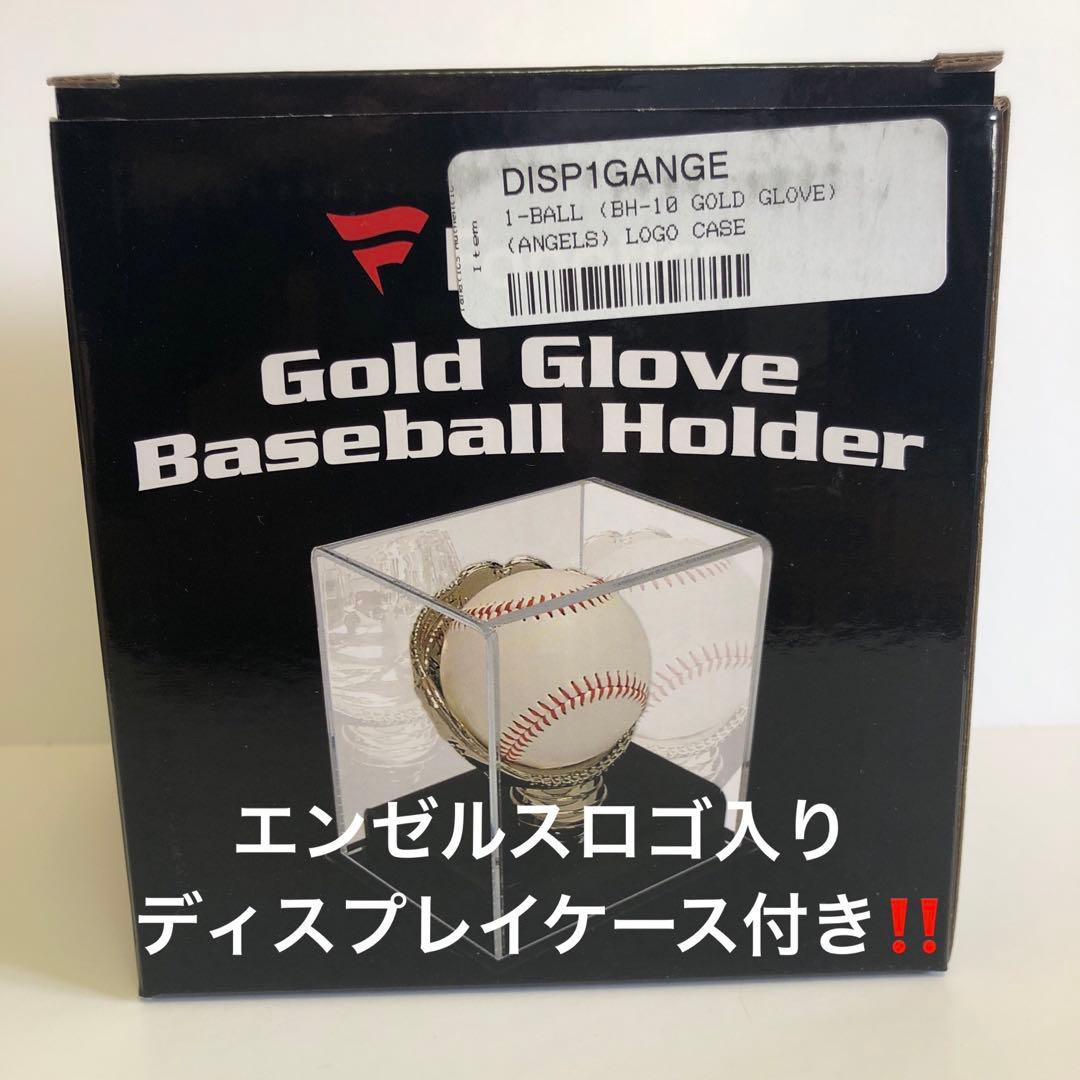 DISP1GANGE
1-BALL (BH-10 GOLD GLOVE)
(ANGELS) LOGO CASE
Item
Gold Glove
Baseball Holder
エンゼルスロゴ入り
ディスプレイケース付き‼